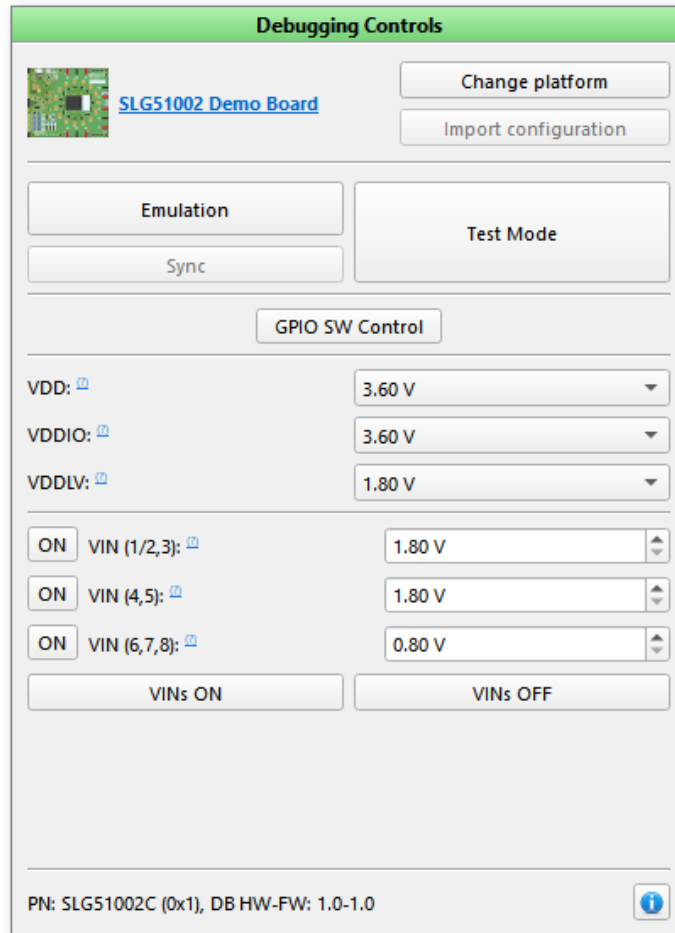 Debugging Controls
SLG51002 Demo Board
Change platform
Import configuration
Emulation
Test Mode
Sync
GPIO SW Control
VDD: (?) 3.60 V
VDDIO: (?) 3.60 V
VDDLV: (?) 1.80 V
ON VIN (1/2,3): (?) 1.80 V
ON VIN (4,5): (?) 1.80 V
ON VIN (6,7,8): (?) 0.80 V
VINs ON VINs OFF
PN: SLG51002C (0x1), DB HW-FW: 1.0-1.0